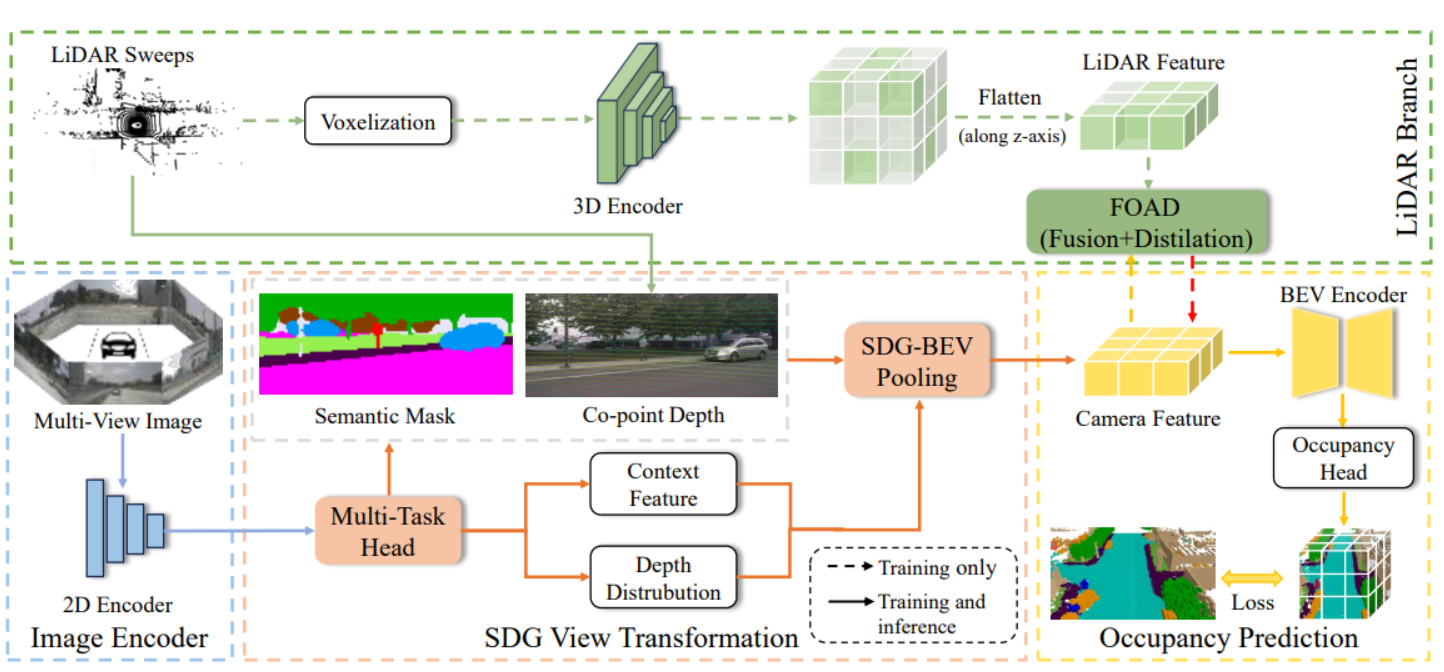 LiDAR Sweeps
Voxelization
3D Encoder
Flatten
(along z-axis)
LiDAR Feature
FOAD
(Fusion+Distilation)
LiDAR Branch
Multi-View Image
2D Encoder
Image Encoder
Semantic Mask
Co-point Depth
SDG-BEV
Pooling
Multi-Task
Head
Context
Feature
Depth
Distrubution
Training only
Training and
inference
SDG View Transformation
BEV Encoder
Camera Feature
Occupancy
Head
Loss
Occupancy Prediction